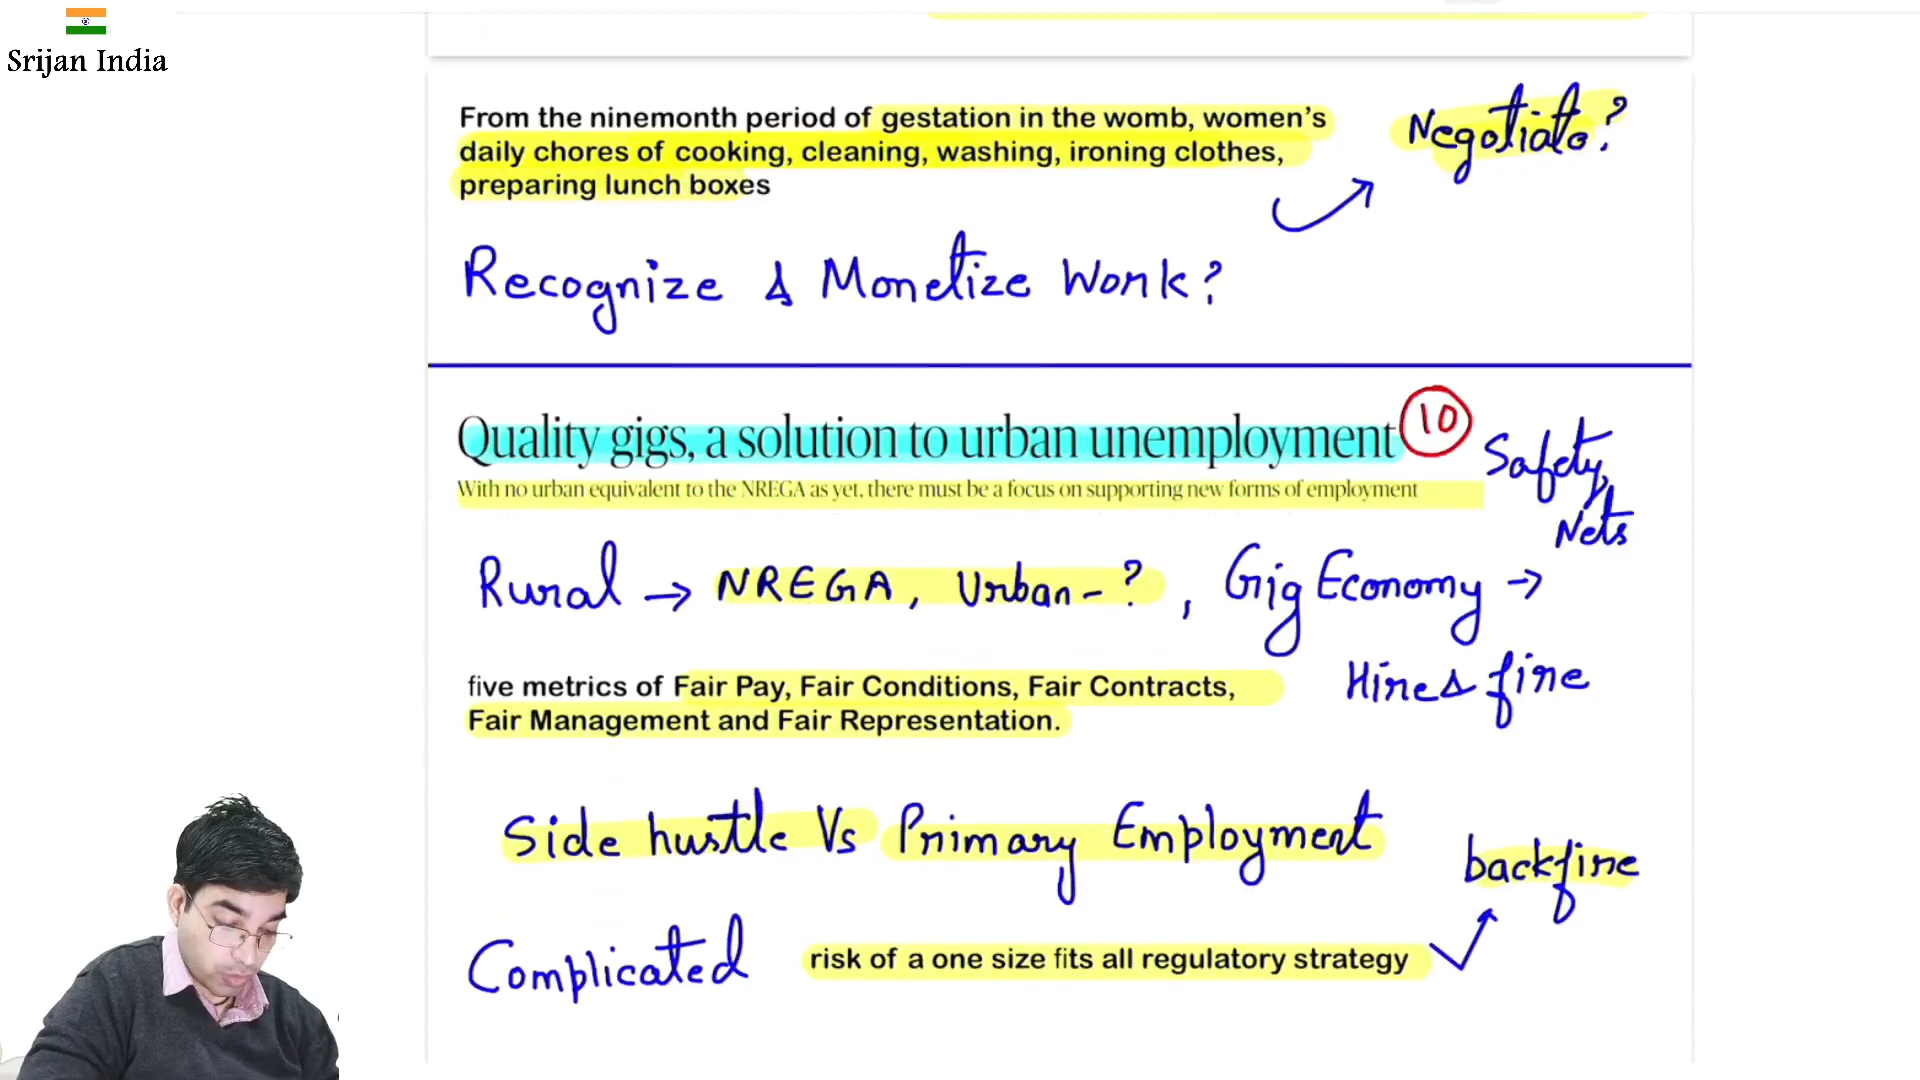 Srijan India
From the ninemonth period of gestation in the womb, women's
daily chores of cooking, cleaning, washing, ironing clothes,
preparing lunch boxes
Negotiate?
Recognize & Monetize Work?
Quality gigs, a solution to urban unemployment
10
With no urban equivalent to the NREGA as yet, there must be a focus on supporting new forms of employment
Safety
Nets
Rural → NREGA, Urban - ?, Gig Economy →
Hire & fire
five metrics of Fair Pay, Fair Conditions, Fair Contracts,
Fair Management and Fair Representation.
Side hustle Vs Primary Employment
backfire
Complicated risk of a one size fits all regulatory strategy